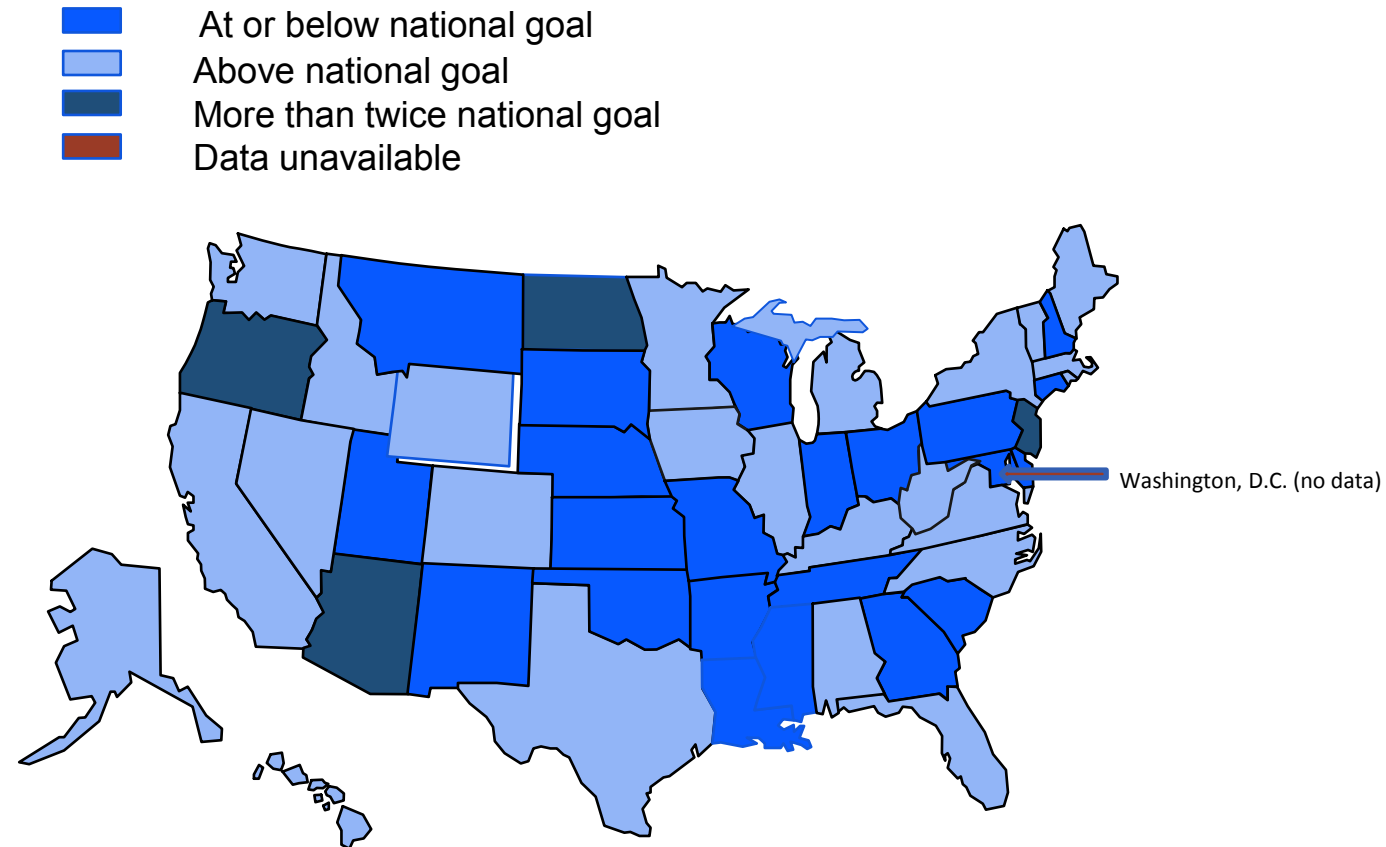 At or below national goal
Above national goal
More than twice national goal
Data unavailable
Washington, D.C. (no data)